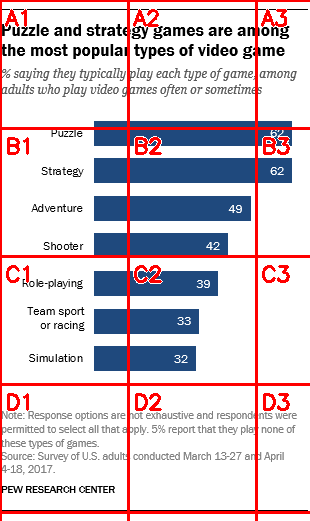 Puzzle and strategy games are among
the most popular types of video game
% saying they typically play each type of game, among
adults who play video games often or sometimes
Puzzle 62
Strategy 62
Adventure 49
Shooter 42
Role-playing 39
Team sport
or racing 33
Simulation 32
Note: Response options are not exhaustive and respondents were
permitted to select all that apply. 5% report that they play none of
these types of games.
Source: Survey of U.S. adults conducted March 13-27 and April
4-18, 2017.
PEW RESEARCH CENTER
A1 A2 A3
B1 B2 B3
C1 C2 C3
D1 D2 D3